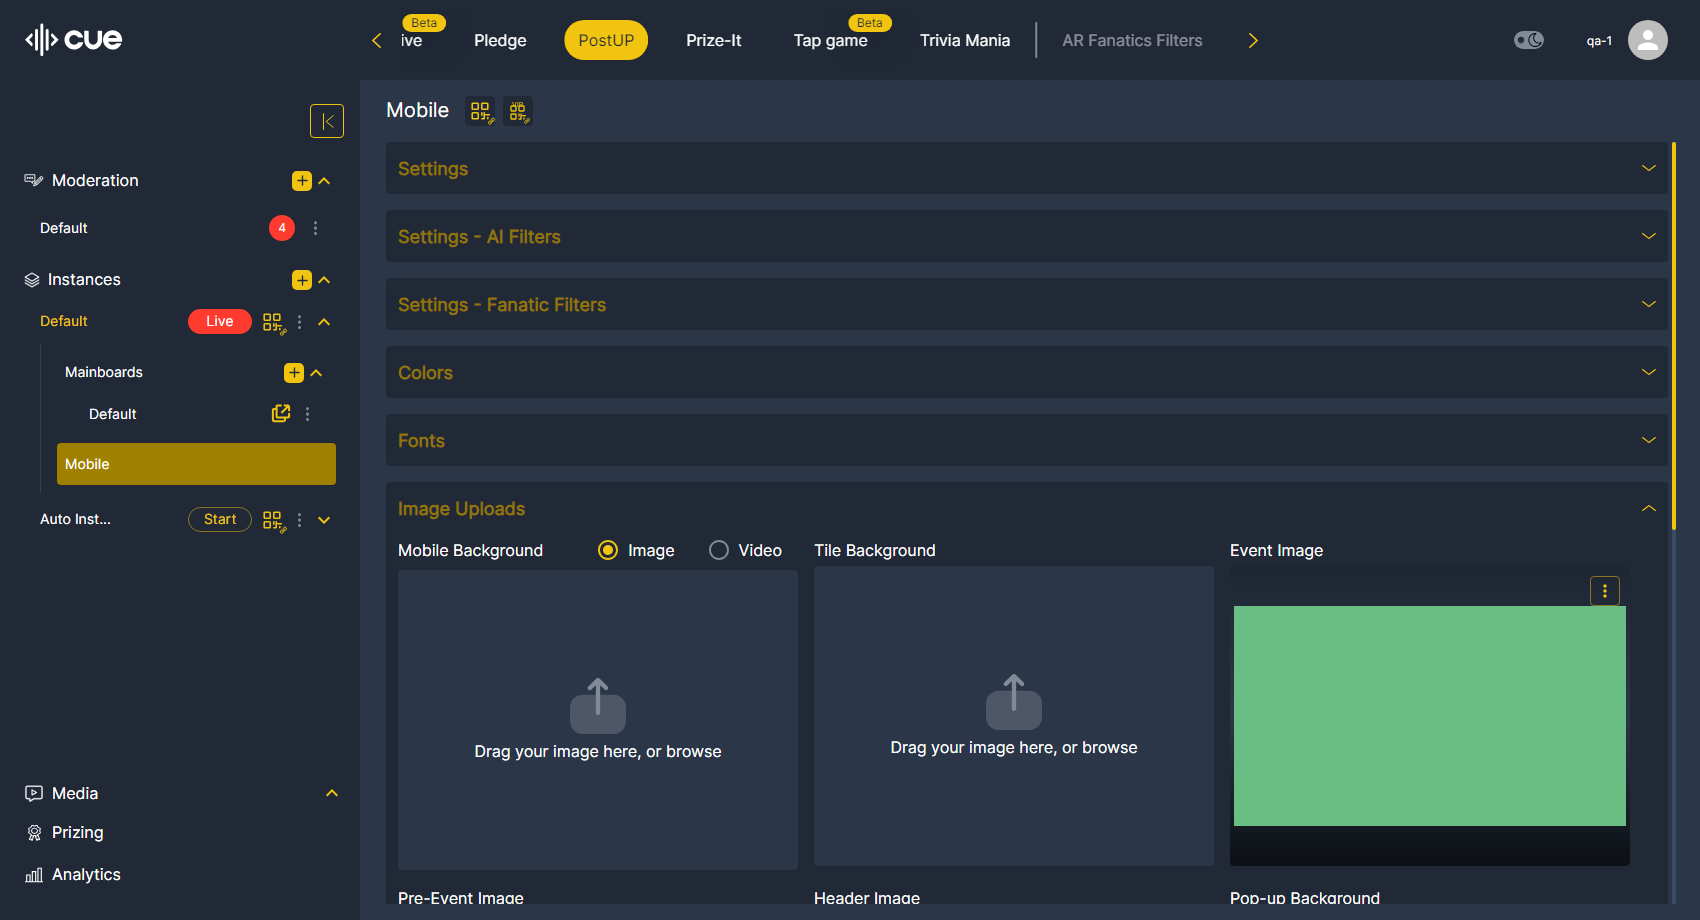 cue
Beta
ive
Pledge
PostUP
Prize-It
Beta
Tap game
Trivia Mania
AR Fanatics Filters
qa-1
Moderation
Default
4
Instances
Default
Live
Mainboards
Default
Mobile
Auto Inst...
Start
Media
Prizing
Analytics
Mobile
VIP
Settings
Settings - AI Filters
Settings - Fanatic Filters
Colors
Fonts
Image Uploads
Mobile Background
Image
Video
Tile Background
Event Image
Drag your image here, or browse
Drag your image here, or browse
Pre-Event Image
Header Image
Pop-up Background